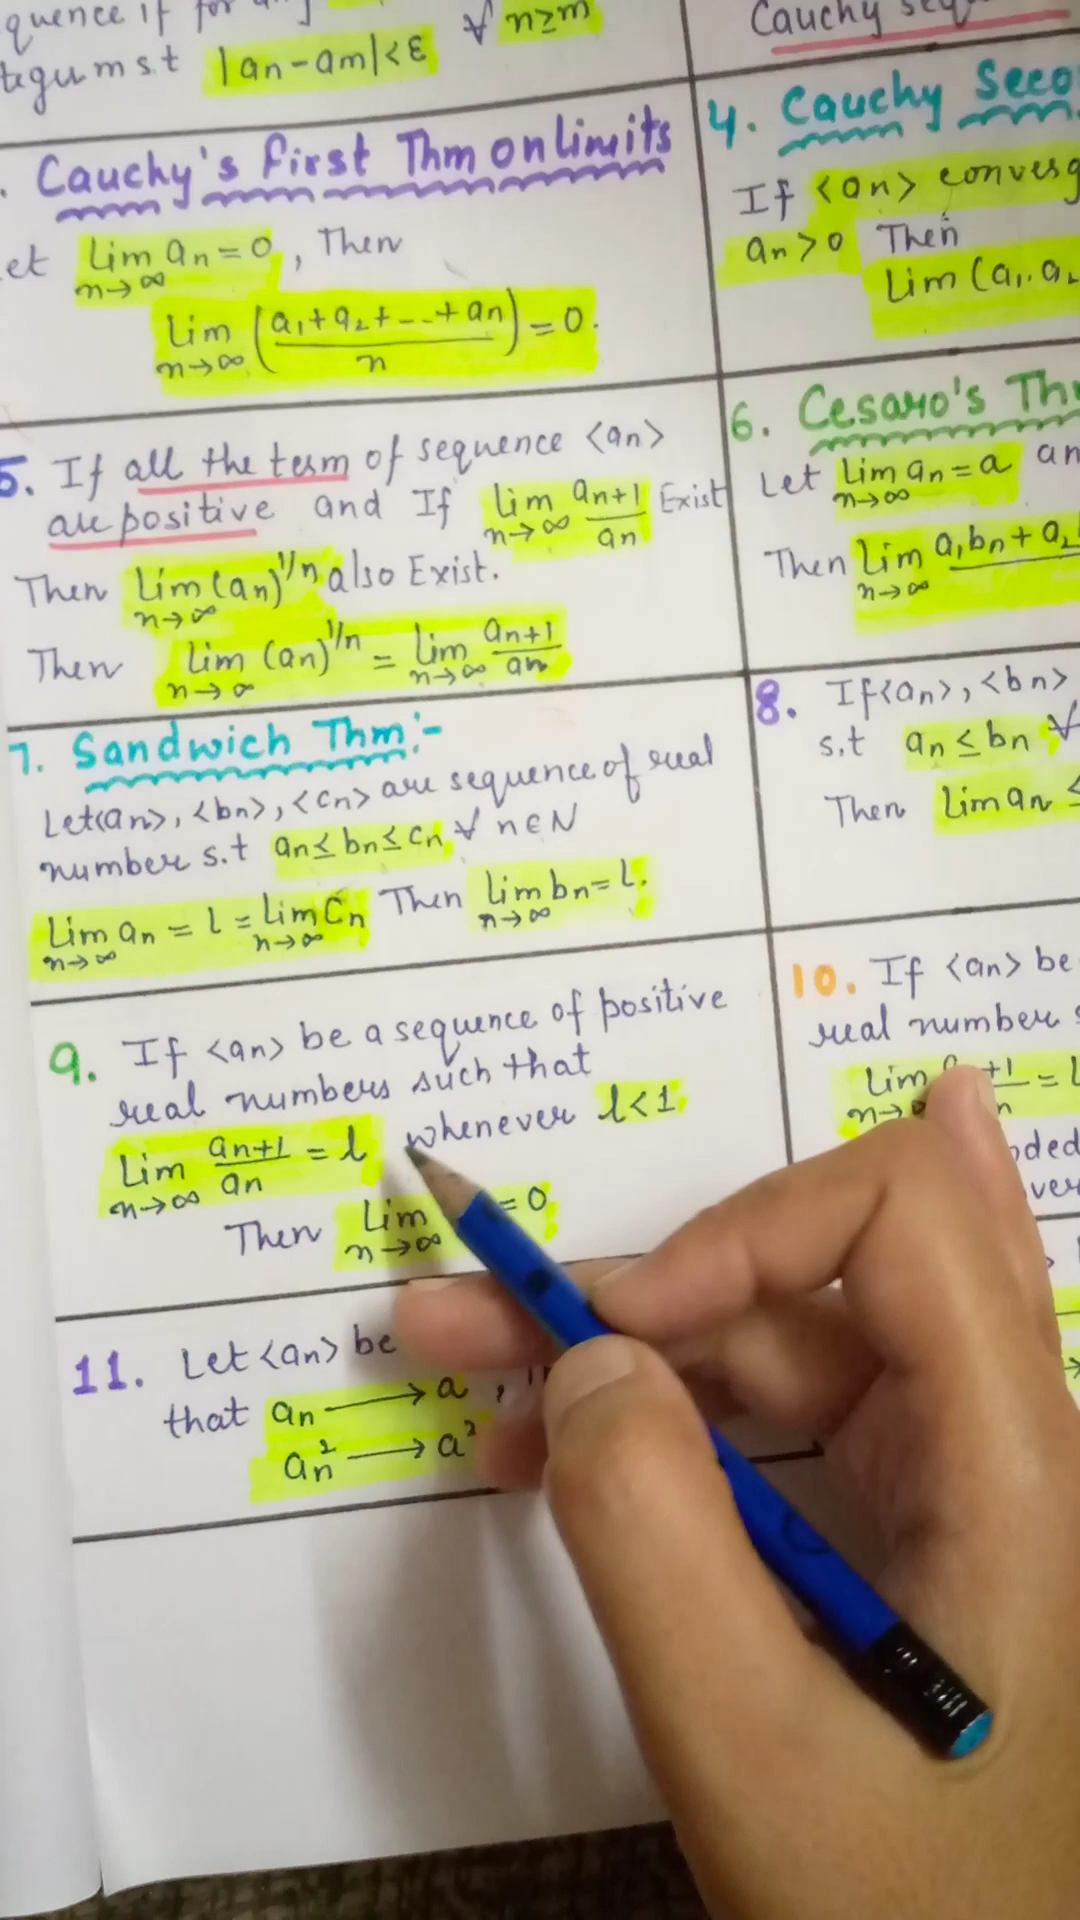 quence if for
tegum s.t |an-am|<ε ∀ n≥m
Cauchy
. Cauchy's first Thm on limits
et Lim n→∞ an = 0, Then
Lim n→∞ (a1+a2+---+an / n) = 0.
4. Cauchy Seco
If <an> converg
an>0 Then
Lim (a1.a2
5. If all the term of sequence <an>
are positive and If Lim n→∞ an+1/an Exist
Then Lim n→∞ (an)^1/n also Exist.
Then Lim n→∞ (an)^1/n = Lim n→∞ an+1/an
6. Cesaro's Th
Let Lim n→∞ an = a an
Then Lim n→∞ a1bn + a2
7. Sandwich Thm:-
Let <an>, <bn>, <cn> are sequence of real
number s.t an ≤ bn ≤ cn ∀ n∈N
Lim n→∞ an = l = Lim n→∞ Cn Then Lim n→∞ bn = l.
8. If <an>, <bn>
s.t an ≤ bn ∀
Then Lim an ≤
9. If <an> be a sequence of positive
real numbers such that
Lim n→∞ an+1/an = l whenever l<1
Then Lim n→∞ = 0
10. If <an> be
real number s
Lim n→ +1/n = l
nded
ver
11. Let <an> be
that an → a,
an² → a²